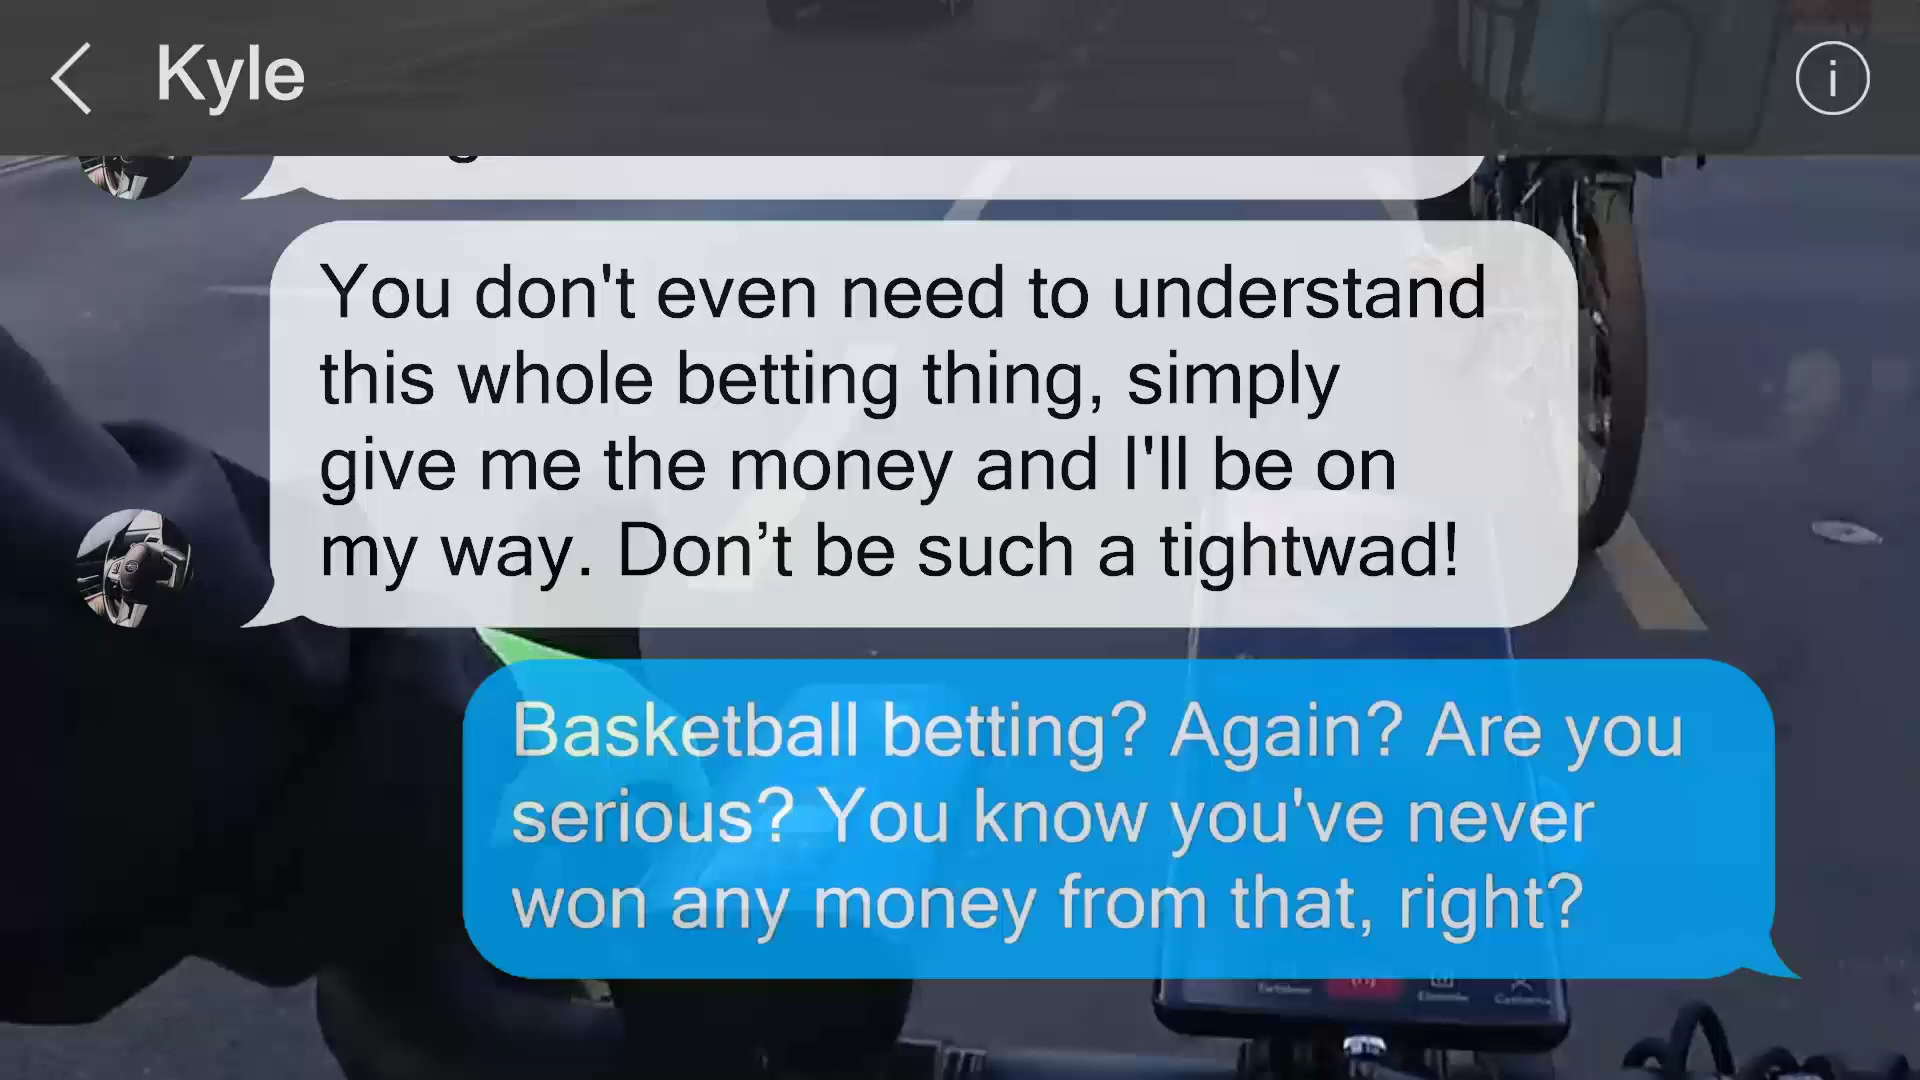 Kyle
i
You don't even need to understand
this whole betting thing, simply
give me the money and I'll be on
my way. Don’t be such a tightwad!
Basketball betting? Again? Are you
serious? You know you've never
won any money from that, right?